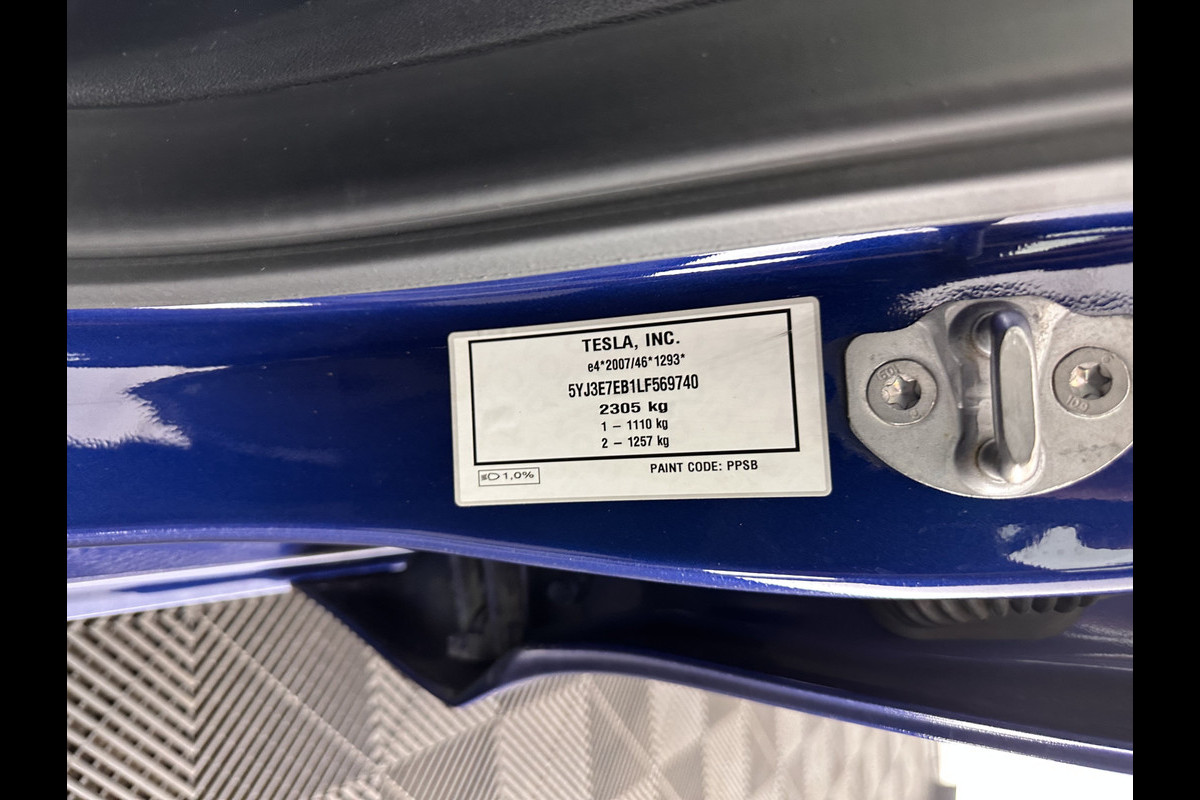 TESLA, INC.
e4*2007/46*1293*
5YJ3E7EB1LF569740
2305 kg
1 – 1110 kg
2 – 1257 kg
PAINT CODE: PPSB
1,0%